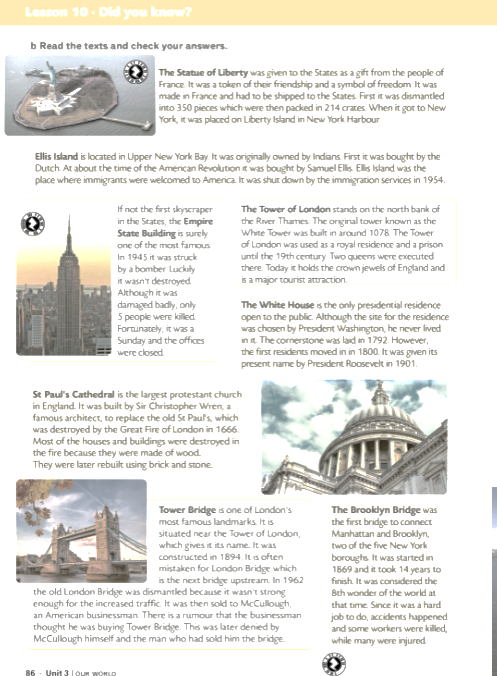 Lesson 10 - Did you know?
b Read the texts and check your answers.
The Statue of Liberty was given to the States as a gift from the people of
France. It was a token of their friendship and a symbol of freedom. It was
made in France and had to be shipped to the States. First it was dismantled
into 350 pieces which were then packed in 214 crates. When it got to New
York, it was placed on Liberty Island in New York Harbour.
Ellis Island is located in Upper New York Bay. It was originally owned by Indians. First it was bought by the
Dutch. At about the time of the American Revolution it was bought by Samuel Ellis. Ellis Island was the
place where immigrants were welcomed to America. It was shut down by the immigration services in 1954.
If not the first skyscraper
in the States, the Empire
State Building is surely
one of the most famous.
In 1945 it was struck
by a bomber. Luckily
it wasn't destroyed.
Although it was
damaged badly, only
5 people were killed.
Fortunately, it was a
Sunday and the offices
were closed.
The Tower of London stands on the north bank of
the River Thames. The original tower known as the
White Tower was built in around 1078. The Tower
of London was used as a royal residence and a prison
until the 19th century. Two queens were executed
there. Today it holds the crown jewels of England and
is a major tourist attraction.
The White House is the only presidential residence
open to the public. Although the site for the residence
was chosen by President Washington, he never lived
in it. The cornerstone was laid in 1792. However,
the first residents moved in in 1800. It was given its
present name by President Roosevelt in 1901.
St Paul's Cathedral is the largest protestant church
in England. It was built by Sir Christopher Wren, a
famous architect, to replace the old St Paul's, which
was destroyed by the Great Fire of London in 1666.
Most of the houses and buildings were destroyed in
the fire because they were made of wood.
They were later rebuilt using brick and stone.
Tower Bridge is one of London's
most famous landmarks. It is
situated near the Tower of London,
which gives it its name. It was
constructed in 1894. It is often
mistaken for London Bridge which
is the next bridge upstream. In 1962
the old London Bridge was dismantled because it wasn't strong
enough for the increased traffic. It was then sold to McCullough,
an American businessman. There is a rumour that the businessman
thought he was buying Tower Bridge. This was later denied by
McCullough himself and the man who had sold him the bridge.
The Brooklyn Bridge was
the first bridge to connect
Manhattan and Brooklyn,
two of the five New York
boroughs. It was started in
1869 and it took 14 years to
finish. It was considered the
8th wonder of the world at
that time. Since it was a hard
job to do, accidents happened
and some workers were killed,
while many were injured.
86 · Unit 3 | OUR WORLD